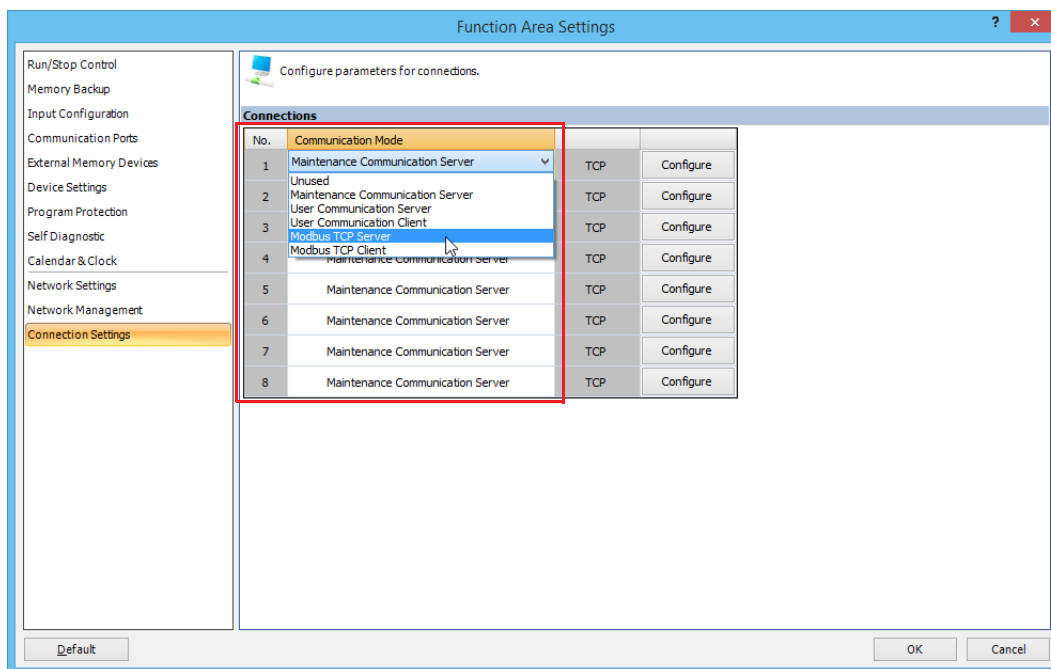 Function Area Settings
?
Run/Stop Control
Memory Backup
Input Configuration
Communication Ports
External Memory Devices
Device Settings
Program Protection
Self Diagnostic
Calendar & Clock
Network Settings
Network Management
Connection Settings
Configure parameters for connections.
Connections
No. Communication Mode
1 Maintenance Communication Server TCP Configure
Unused
Maintenance Communication Server
User Communication Server
User Communication Client
Modbus TCP Server
Modbus TCP Client
2 TCP Configure
3 TCP Configure
4 Maintenance Communication Server TCP Configure
5 Maintenance Communication Server TCP Configure
6 Maintenance Communication Server TCP Configure
7 Maintenance Communication Server TCP Configure
8 Maintenance Communication Server TCP Configure
Default OK Cancel